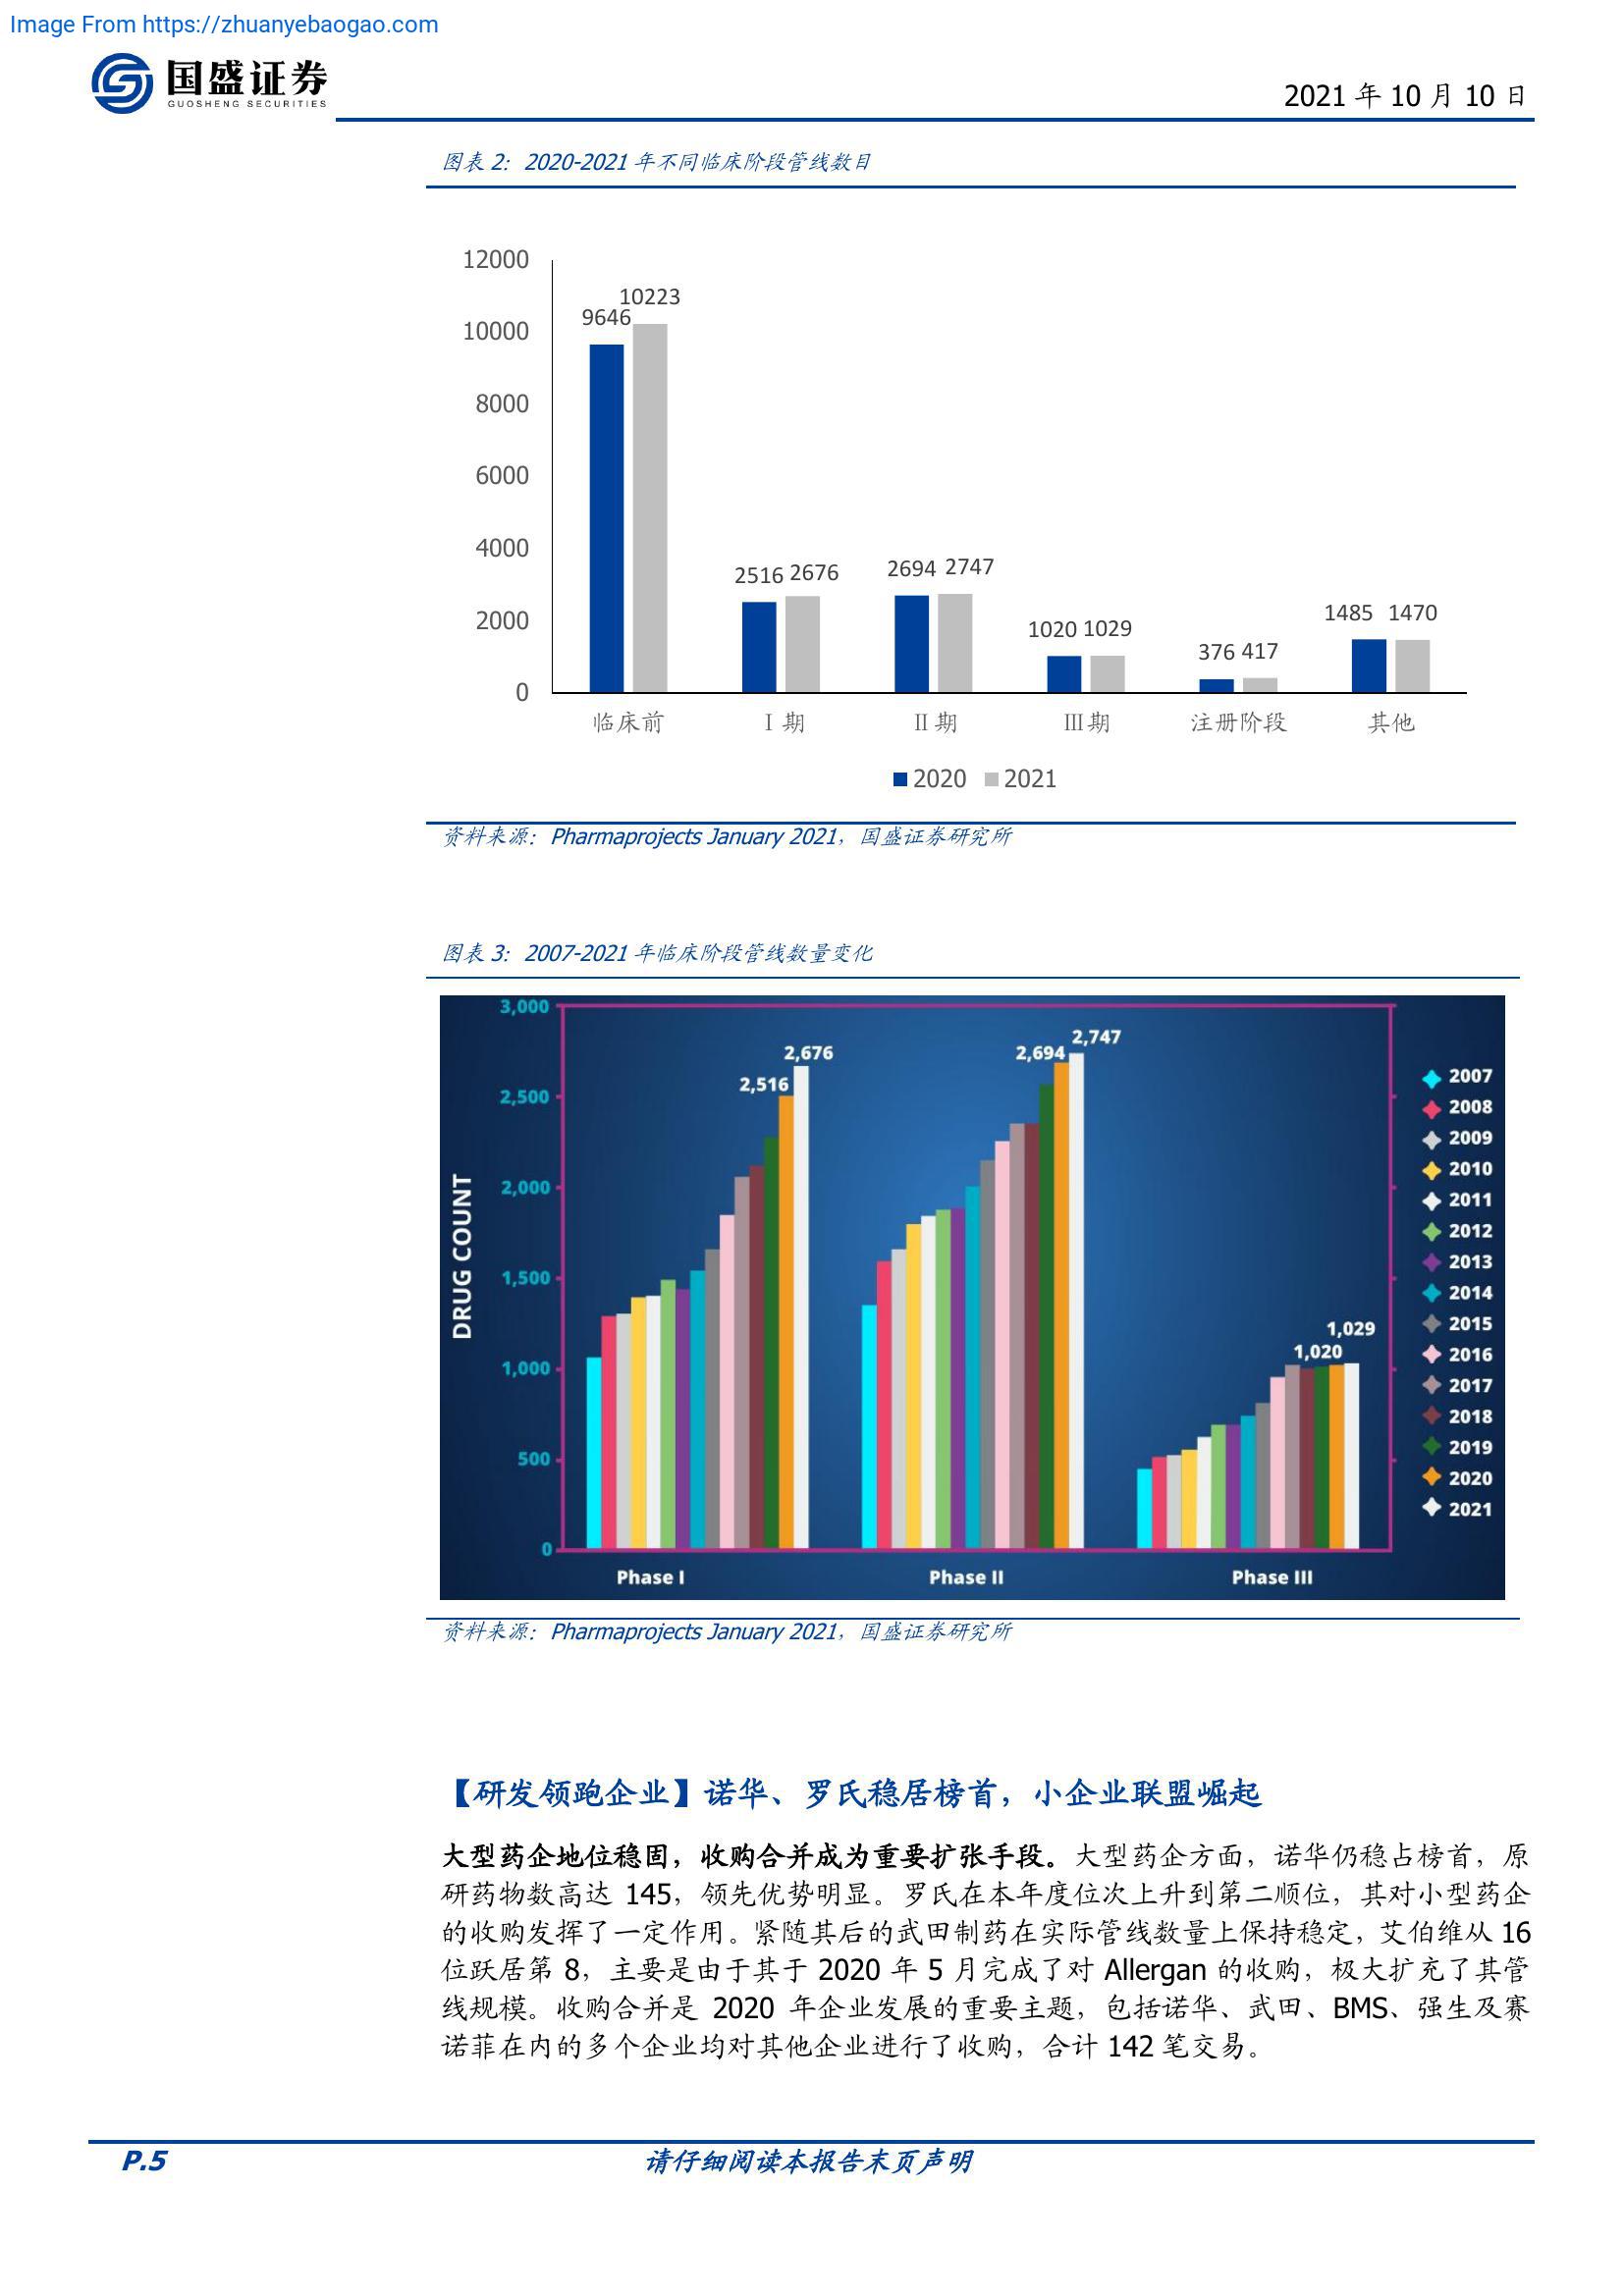 Image From https://zhuanyebaogao.com
国盛证券
GUOSHENG SECURITIES
2021 年 10 月 10 日
图表 2：2020-2021 年不同临床阶段管线数目
12000
10000
8000
6000
4000
2000
0
9646
10223
2516 2676
2694 2747
1020 1029
376 417
1485 1470
临床前
Ⅰ 期
Ⅱ 期
Ⅲ 期
注册阶段
其他
2020
2021
资料来源：Pharmaprojects January 2021，国盛证券研究所
图表 3：2007-2021 年临床阶段管线数量变化
DRUG COUNT
3,000
2,500
2,000
1,500
1,000
500
0
2,516
2,676
2,694
2,747
1,020
1,029
Phase I
Phase II
Phase III
2007
2008
2009
2010
2011
2012
2013
2014
2015
2016
2017
2018
2019
2020
2021
资料来源：Pharmaprojects January 2021，国盛证券研究所
【研发领跑企业】诺华、罗氏稳居榜首，小企业联盟崛起
大型药企地位稳固，收购合并成为重要扩张手段。大型药企方面，诺华仍稳占榜首，原
研药物数高达 145，领先优势明显。罗氏在本年度位次上升到第二顺位，其对小型药企
的收购发挥了一定作用。紧随其后的武田制药在实际管线数量上保持稳定，艾伯维从 16
位跃居第 8，主要是由于其于 2020 年 5 月完成了对 Allergan 的收购，极大扩充了其管
线规模。收购合并是 2020 年企业发展的重要主题，包括诺华、武田、BMS、强生及赛
诺菲在内的多个企业均对其他企业进行了收购，合计 142 笔交易。
P.5
请仔细阅读本报告末页声明